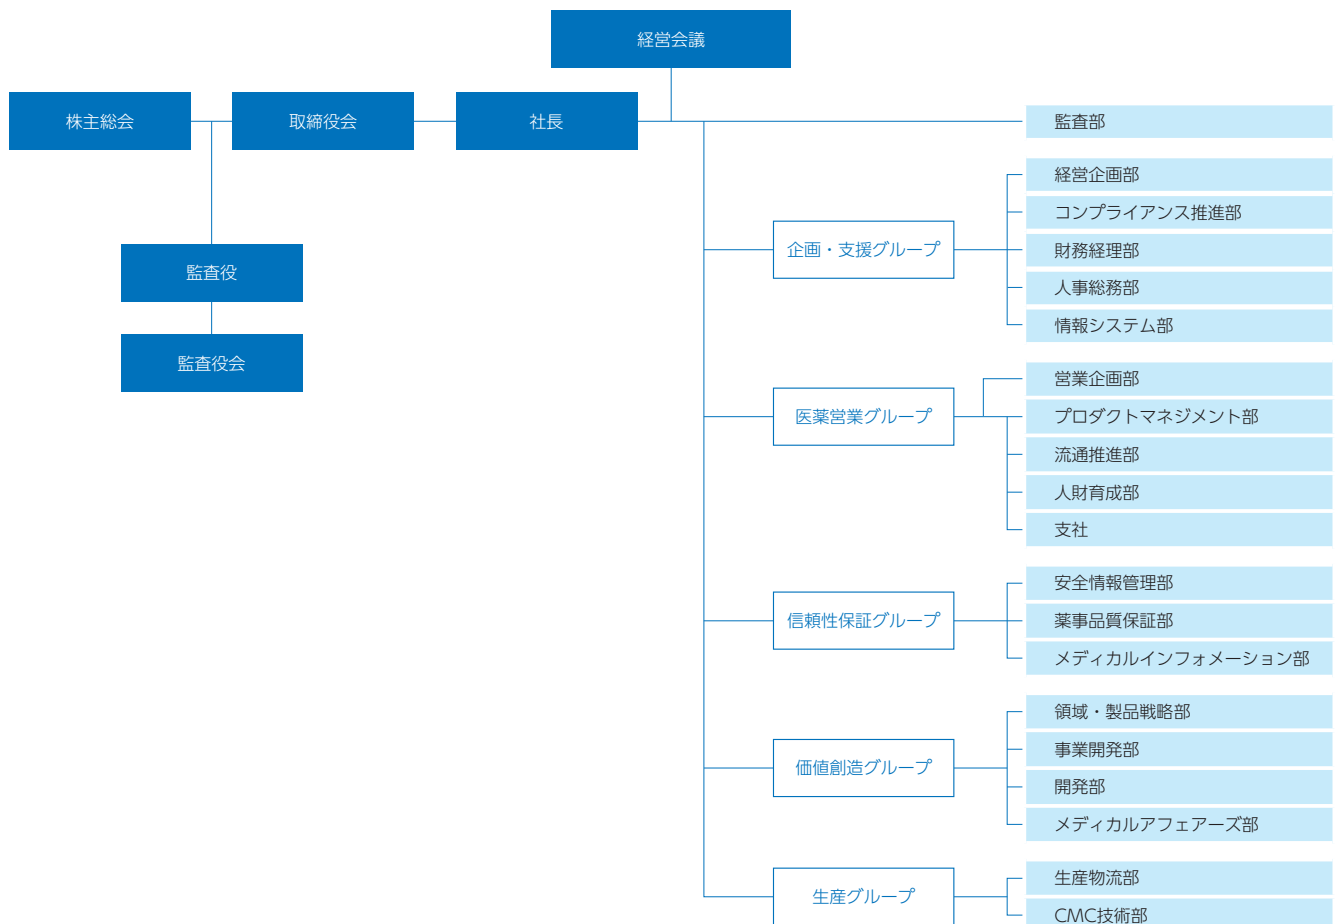 経営会議
株主総会
取締役会
社長
監査役
監査役会
監査部
企画・支援グループ
経営企画部
コンプライアンス推進部
財務経理部
人事総務部
情報システム部
医薬営業グループ
営業企画部
プロダクトマネジメント部
流通推進部
人財育成部
支社
信頼性保証グループ
安全情報管理部
薬事品質保証部
メディカルインフォメーション部
価値創造グループ
領域・製品戦略部
事業開発部
開発部
メディカルアフェアーズ部
生産グループ
生産物流部
CMC技術部